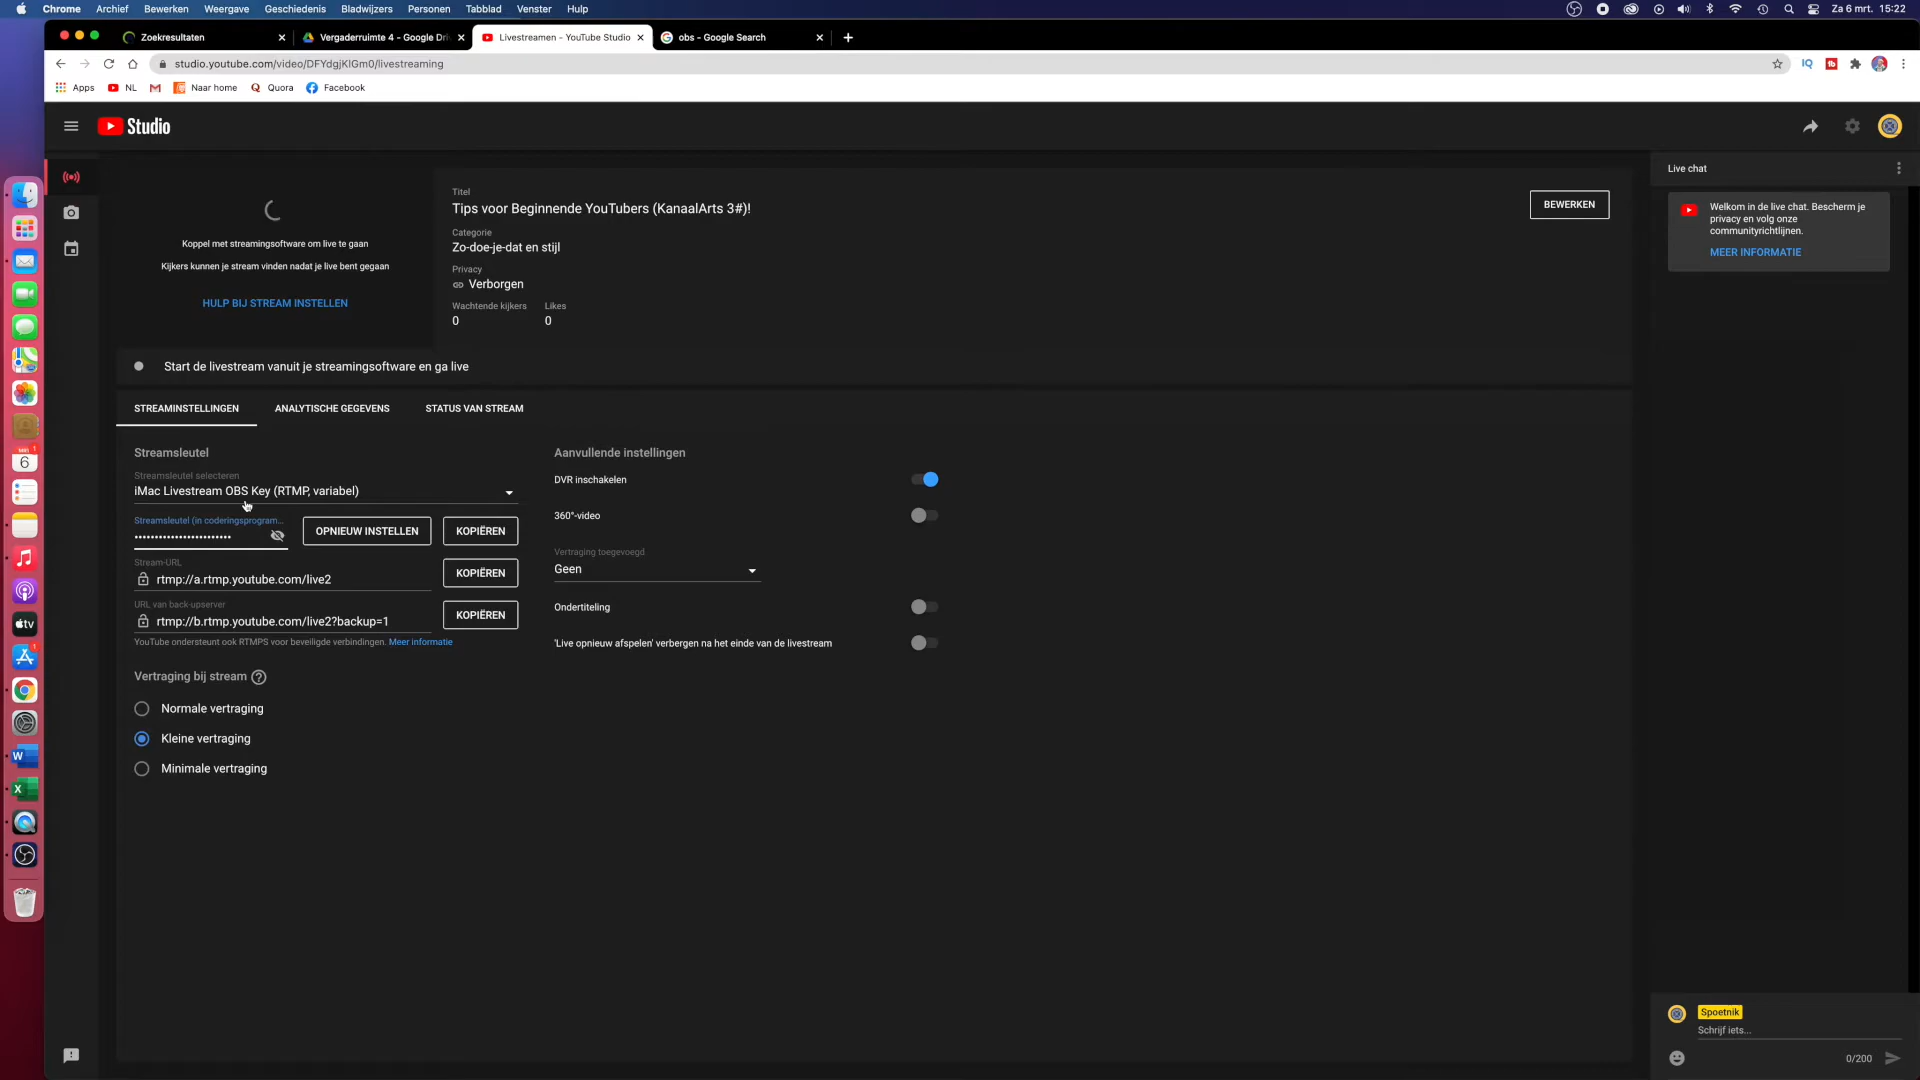 Chrome Archief Bewerken Weergave Geschiedenis Bladwijzers Personen Tabblad Venster Hulp Za 6 mrt. 15:22
Zoekresultaten Vergaderruimte 4 - Google Dri Livestreamen - YouTube Studio obs - Google Search
studio.youtube.com/video/DFYdgjKlGm0/livestreaming
Apps NL Naar home Quora Facebook
Studio
Live chat
Welkom in de live chat. Bescherm je
privacy en volg onze
communityrichtlijnen.
MEER INFORMATIE
Koppel met streamingsoftware om live te gaan
Kijkers kunnen je stream vinden nadat je live bent gegaan
HULP BIJ STREAM INSTELLEN
Titel
Tips voor Beginnende YouTubers (KanaalArts 3#)!
BEWERKEN
Categorie
Zo-doe-je-dat en stijl
Privacy
Verborgen
Wachtende kijkers Likes
0 0
Start de livestream vanuit je streamingsoftware en ga live
STREAMINSTELLINGEN ANALYTISCHE GEGEVENS STATUS VAN STREAM
Streamsleutel
Streamsleutel selecteren
iMac Livestream OBS Key (RTMP, variabel)
Streamsleutel (in coderingsprogram...
OPNIEUW INSTELLEN KOPIËREN
Stream-URL
rtmp://a.rtmp.youtube.com/live2
KOPIËREN
URL van back-upserver
rtmp://b.rtmp.youtube.com/live2?backup=1
KOPIËREN
YouTube ondersteunt ook RTMPS voor beveiligde verbindingen. Meer informatie
Vertraging bij stream
Normale vertraging
Kleine vertraging
Minimale vertraging
Aanvullende instellingen
DVR inschakelen
360°-video
Vertraging toegevoegd
Geen
Ondertiteling
'Live opnieuw afspelen' verbergen na het einde van de livestream
Spoetnik
Schrijf iets...
0/200